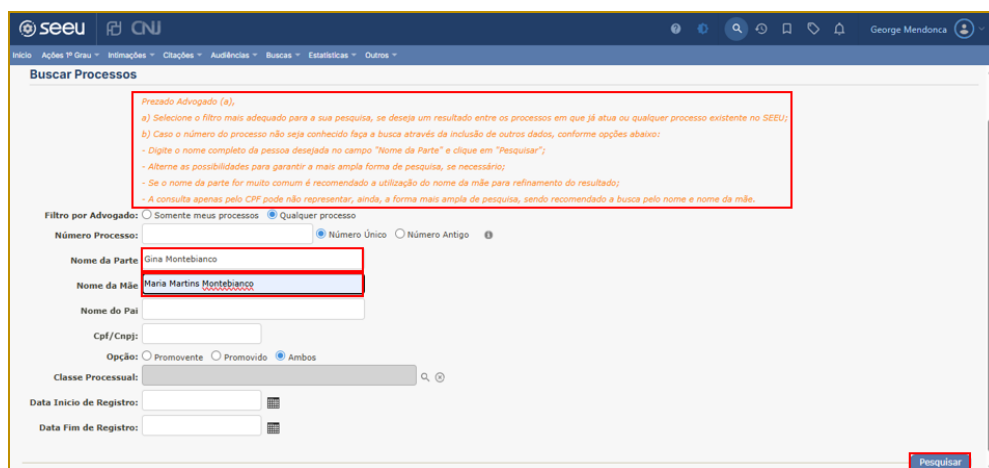 seeu CNJ George Mendonca
Início Ações 1º Grau Intimações Citações Audiências Buscas Estatísticas Outros
Buscar Processos
Prezado Advogado (a),
a) Selecione o filtro mais adequado para a sua pesquisa, se deseja um resultado entre os processos em que já atua ou qualquer processo existente no SEEU;
b) Caso o número do processo não seja conhecido faça a busca através da inclusão de outros dados, conforme opções abaixo:
- Digite o nome completo da pessoa desejada no campo "Nome da Parte" e clique em "Pesquisar";
- Alterne as possibilidades para garantir a mais ampla forma de pesquisa, se necessário;
- Se o nome da parte for muito comum é recomendado a utilização do nome da mãe para refinamento do resultado;
- A consulta apenas pelo CPF pode não representar, ainda, a forma mais ampla de pesquisa, sendo recomendado a busca pelo nome e nome da mãe.
Filtro por Advogado: Somente meus processos Qualquer processo
Número Processo: Número Único Número Antigo
Nome da Parte Gina Montebianco
Nome da Mãe Maria Martins Montebianco
Nome do Pai
Cpf/Cnpj:
Opção: Promovente Promovido Ambos
Classe Processual:
Data Início de Registro:
Data Fim de Registro:
Pesquisar